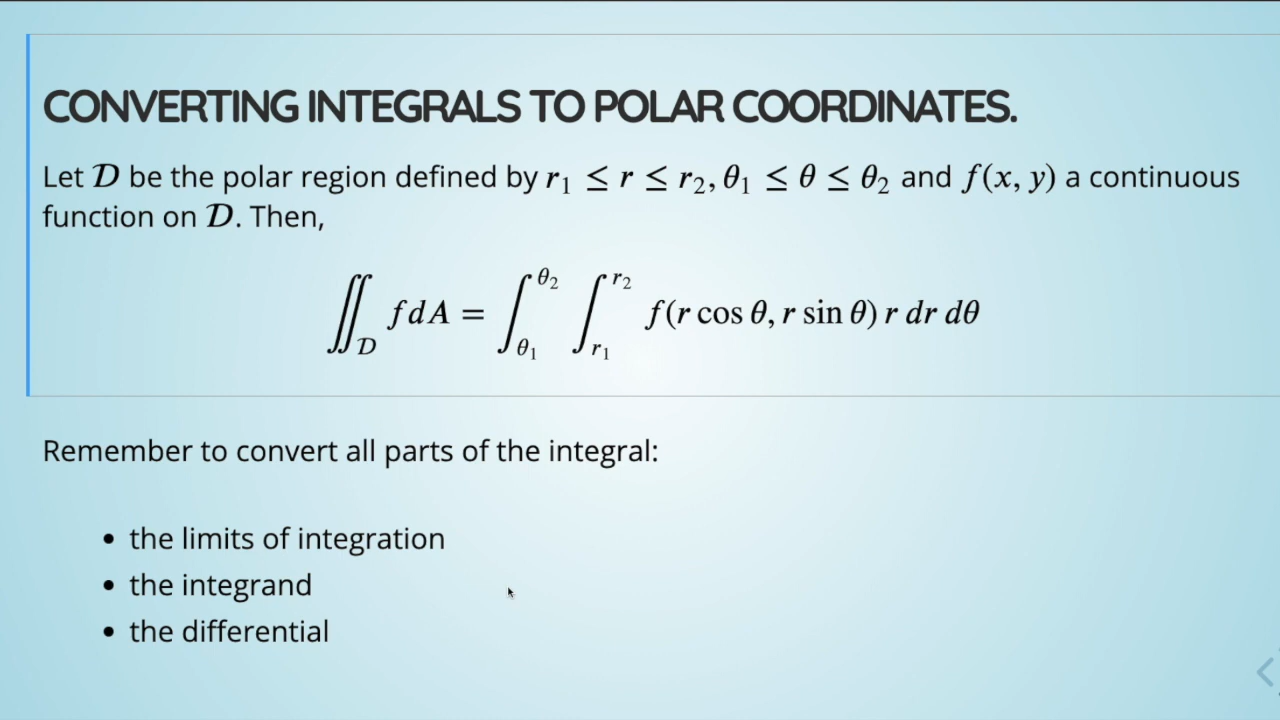 CONVERTING INTEGRALS TO POLAR COORDINATES.
Let 𝒟 be the polar region defined by r₁ ≤ r ≤ r₂, θ₁ ≤ θ ≤ θ₂ and f(x, y) a continuous
function on 𝒟. Then,
∬_𝒟 f dA = ∫_θ₁^θ₂ ∫_r₁^r₂ f(r cos θ, r sin θ) r dr dθ
Remember to convert all parts of the integral:
• the limits of integration
• the integrand
• the differential